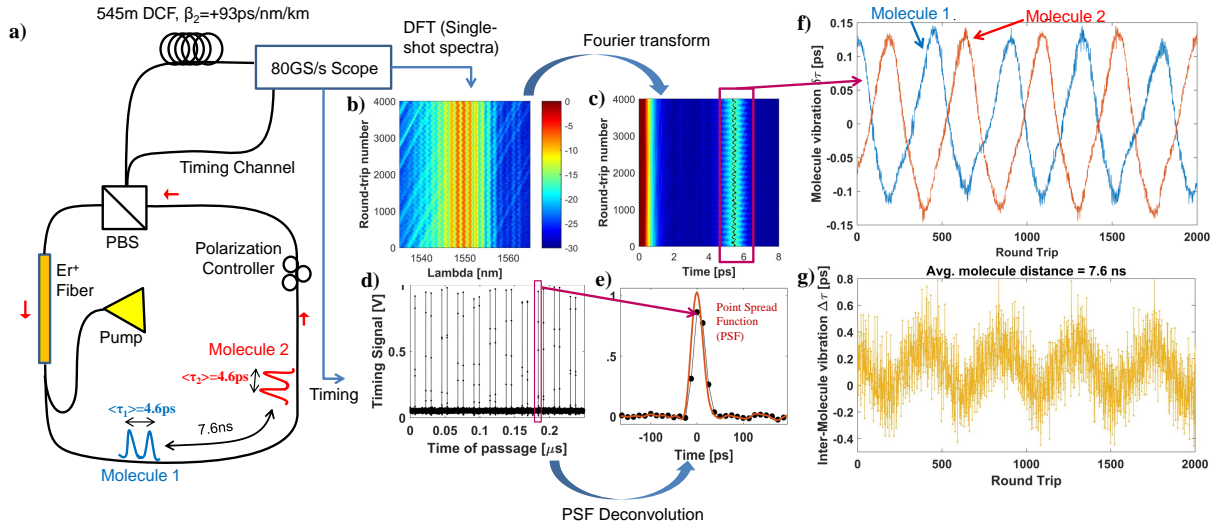 a)
545m DCF, β₂=+93ps/nm/km
80GS/s Scope
Timing Channel
PBS
Polarization
Controller
Er⁺
Fiber
Pump
Molecule 2
<τ₂>=4.6ps
<τ₁>=4.6ps
7.6ns
Molecule 1
Timing
DFT (Single-
shot spectra)
Fourier transform
b)
Round-trip number
4000
3000
2000
1000
0
1540 1550 1560
Lambda [nm]
0
-5
-10
-15
-20
-25
-30
c)
Round-trip number
4000
3000
2000
1000
0
0 2 4 6 8
Time [ps]
d)
Timing Signal [V]
1
0.5
0
0 0.05 0.1 0.15 0.2
Time of passage [μs]
e)
Point Spread
Function
(PSF)
1
.5
0
-100 0 100
Time [ps]
PSF Deconvolution
f)
Molecule 1
Molecule 2
Molecule vibration δτ [ps]
0.15
0.1
0.05
0
-0.05
-0.1
-0.15
0 500 1000 1500 2000
Round Trip
g)
Avg. molecule distance = 7.6 ns
Inter-Molecule vibration Δτ [ps]
0.8
0.6
0.4
0.2
0
-0.2
-0.4
0 500 1000 1500 2000
Round Trip